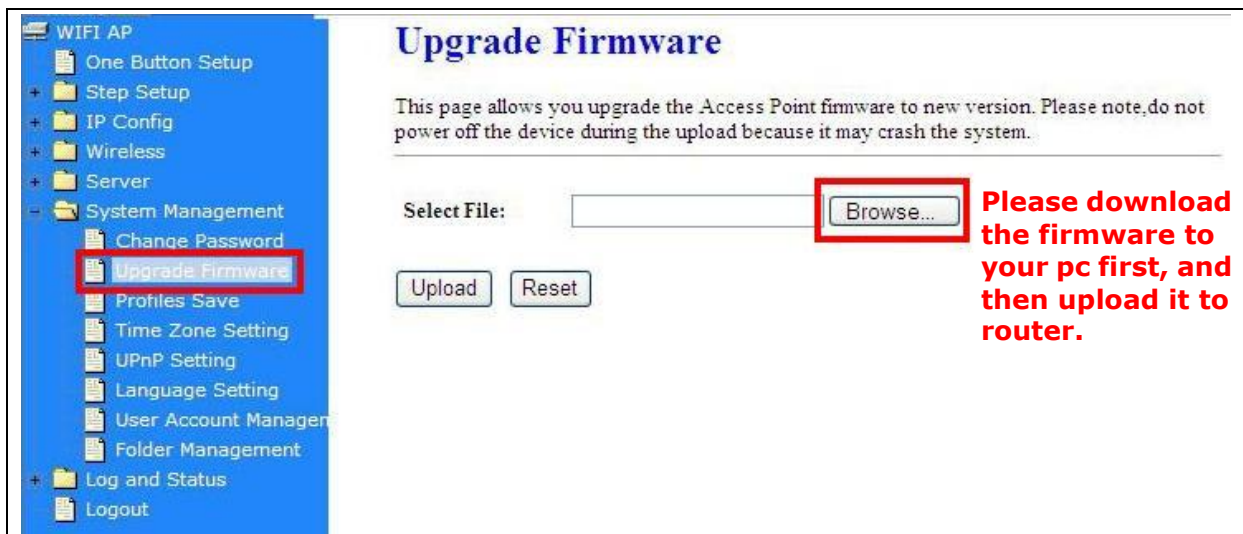 WIFI AP
One Button Setup
Step Setup
IP Config
Wireless
Server
System Management
Change Password
Upgrade Firmware
Profiles Save
Time Zone Setting
UPnP Setting
Language Setting
User Account Managen
Folder Management
Log and Status
Logout
Upgrade Firmware
This page allows you upgrade the Access Point firmware to new version. Please note,do not
power off the device during the upload because it may crash the system.
Select File:
Browse...
Upload
Reset
Please download
the firmware to
your pc first, and
then upload it to
router.